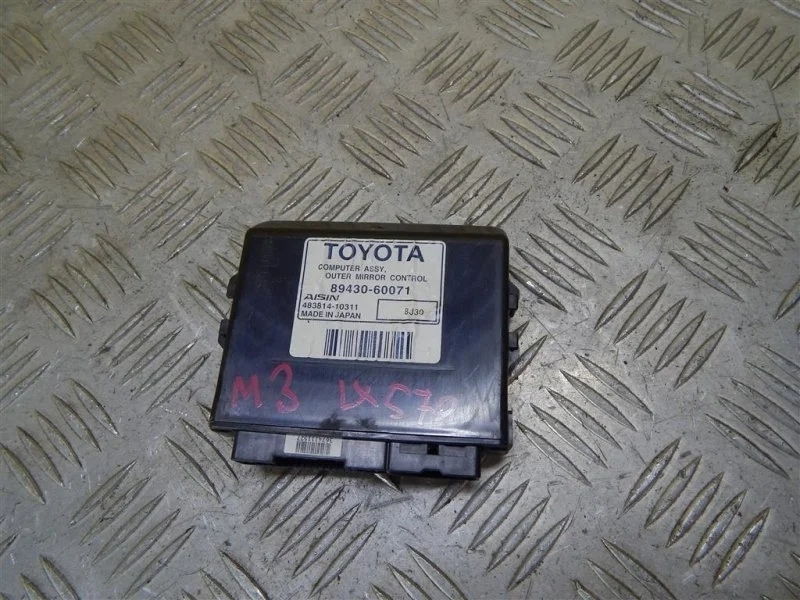 TOYOTA
COMPUTER ASSY,
OUTER MIRROR CONTROL
89430-60071
AISIN
483814-10311
8J30
MADE IN JAPAN
M3 LX570